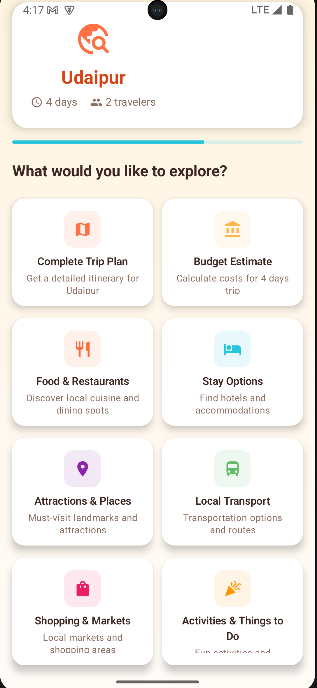 4:17
LTE
Udaipur
4 days
2 travelers
What would you like to explore?
Complete Trip Plan
Get a detailed itinerary for
Udaipur
Budget Estimate
Calculate costs for 4 days
trip
Food & Restaurants
Discover local cuisine and
dining spots
Stay Options
Find hotels and
accommodations
Attractions & Places
Must-visit landmarks and
attractions
Local Transport
Transportation options
and routes
Shopping & Markets
Local markets and
shopping areas
Activities & Things to
Do
Fun activities and